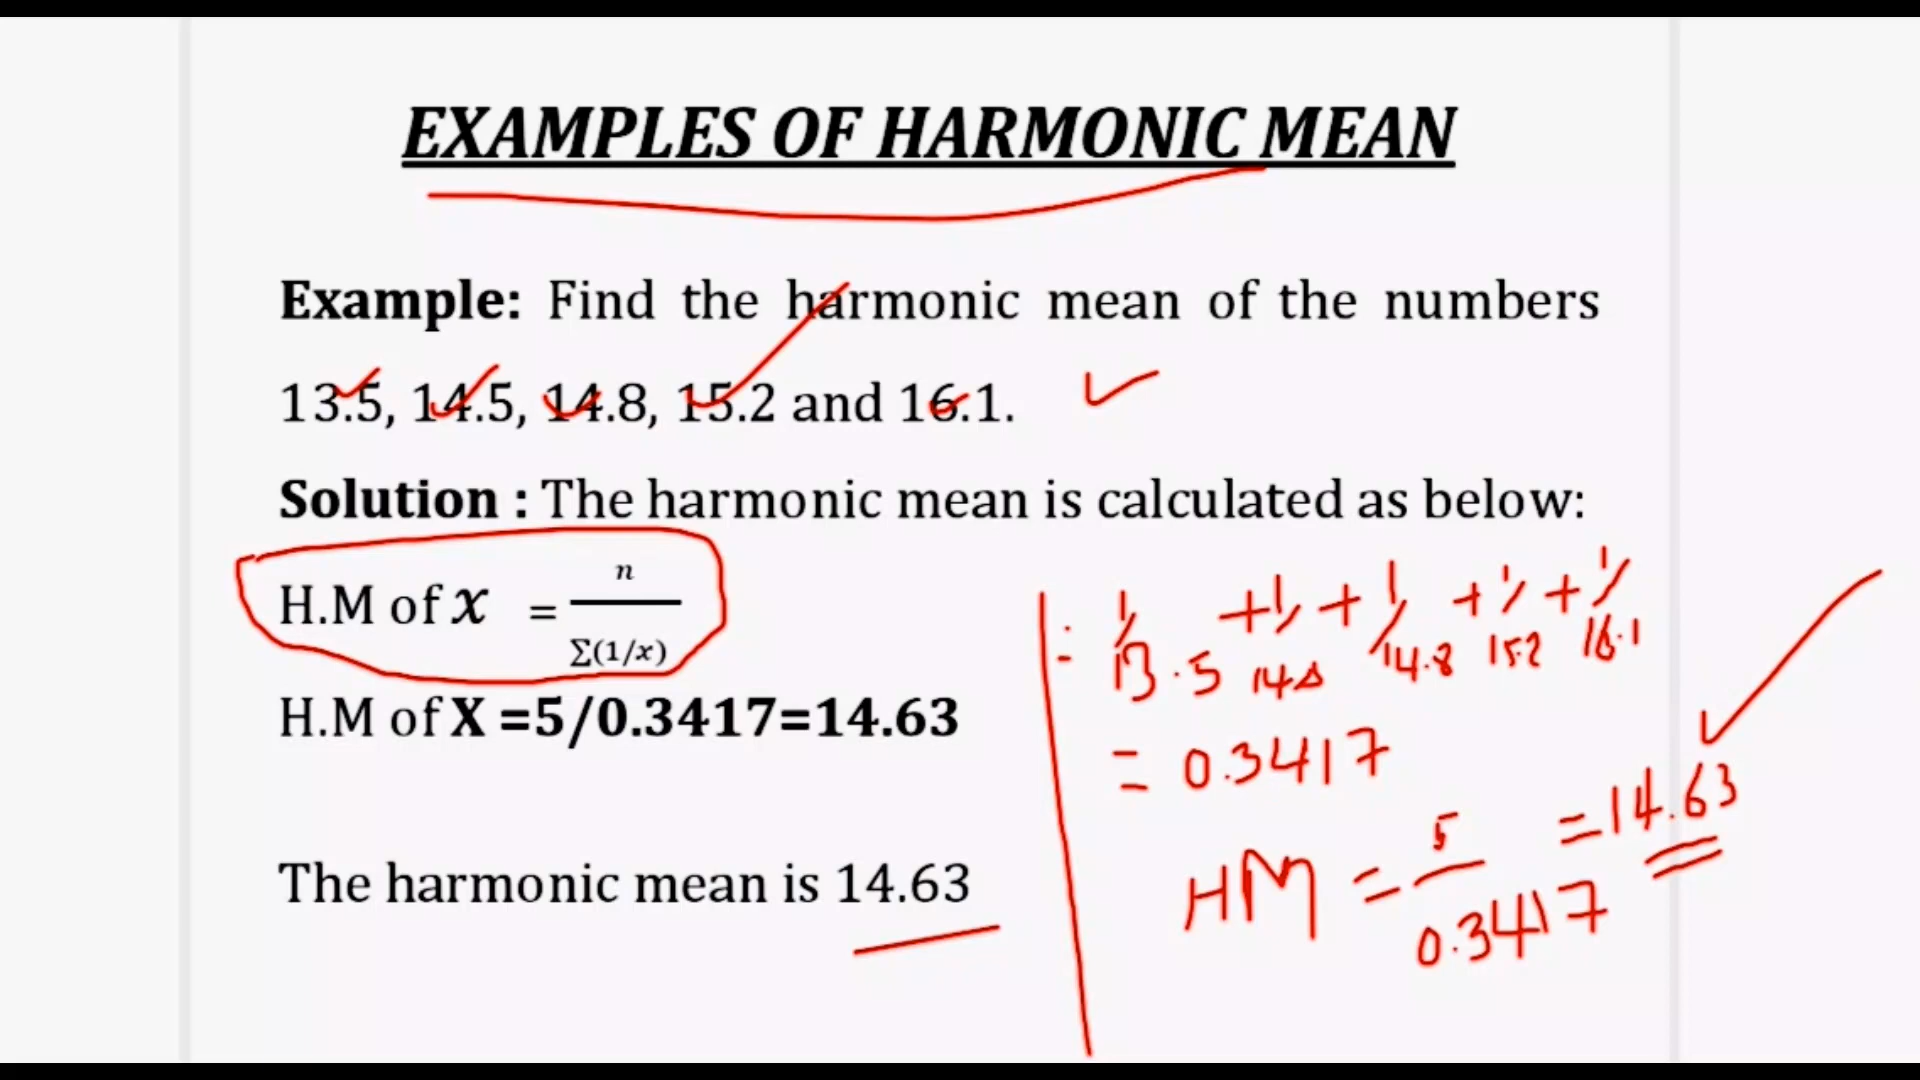 EXAMPLES OF HARMONIC MEAN
Example: Find the harmonic mean of the numbers
13.5, 14.5, 14.8, 15.2 and 16.1.
Solution : The harmonic mean is calculated as below:
H.M of x = n / ∑(1/x)
H.M of X =5/0.3417=14.63
The harmonic mean is 14.63
= 1/13.5 + 1/ + 1/14.8 + 1/15.2 + 1/16.1
= 0.3417
HM = 5/0.3417 = 14.63